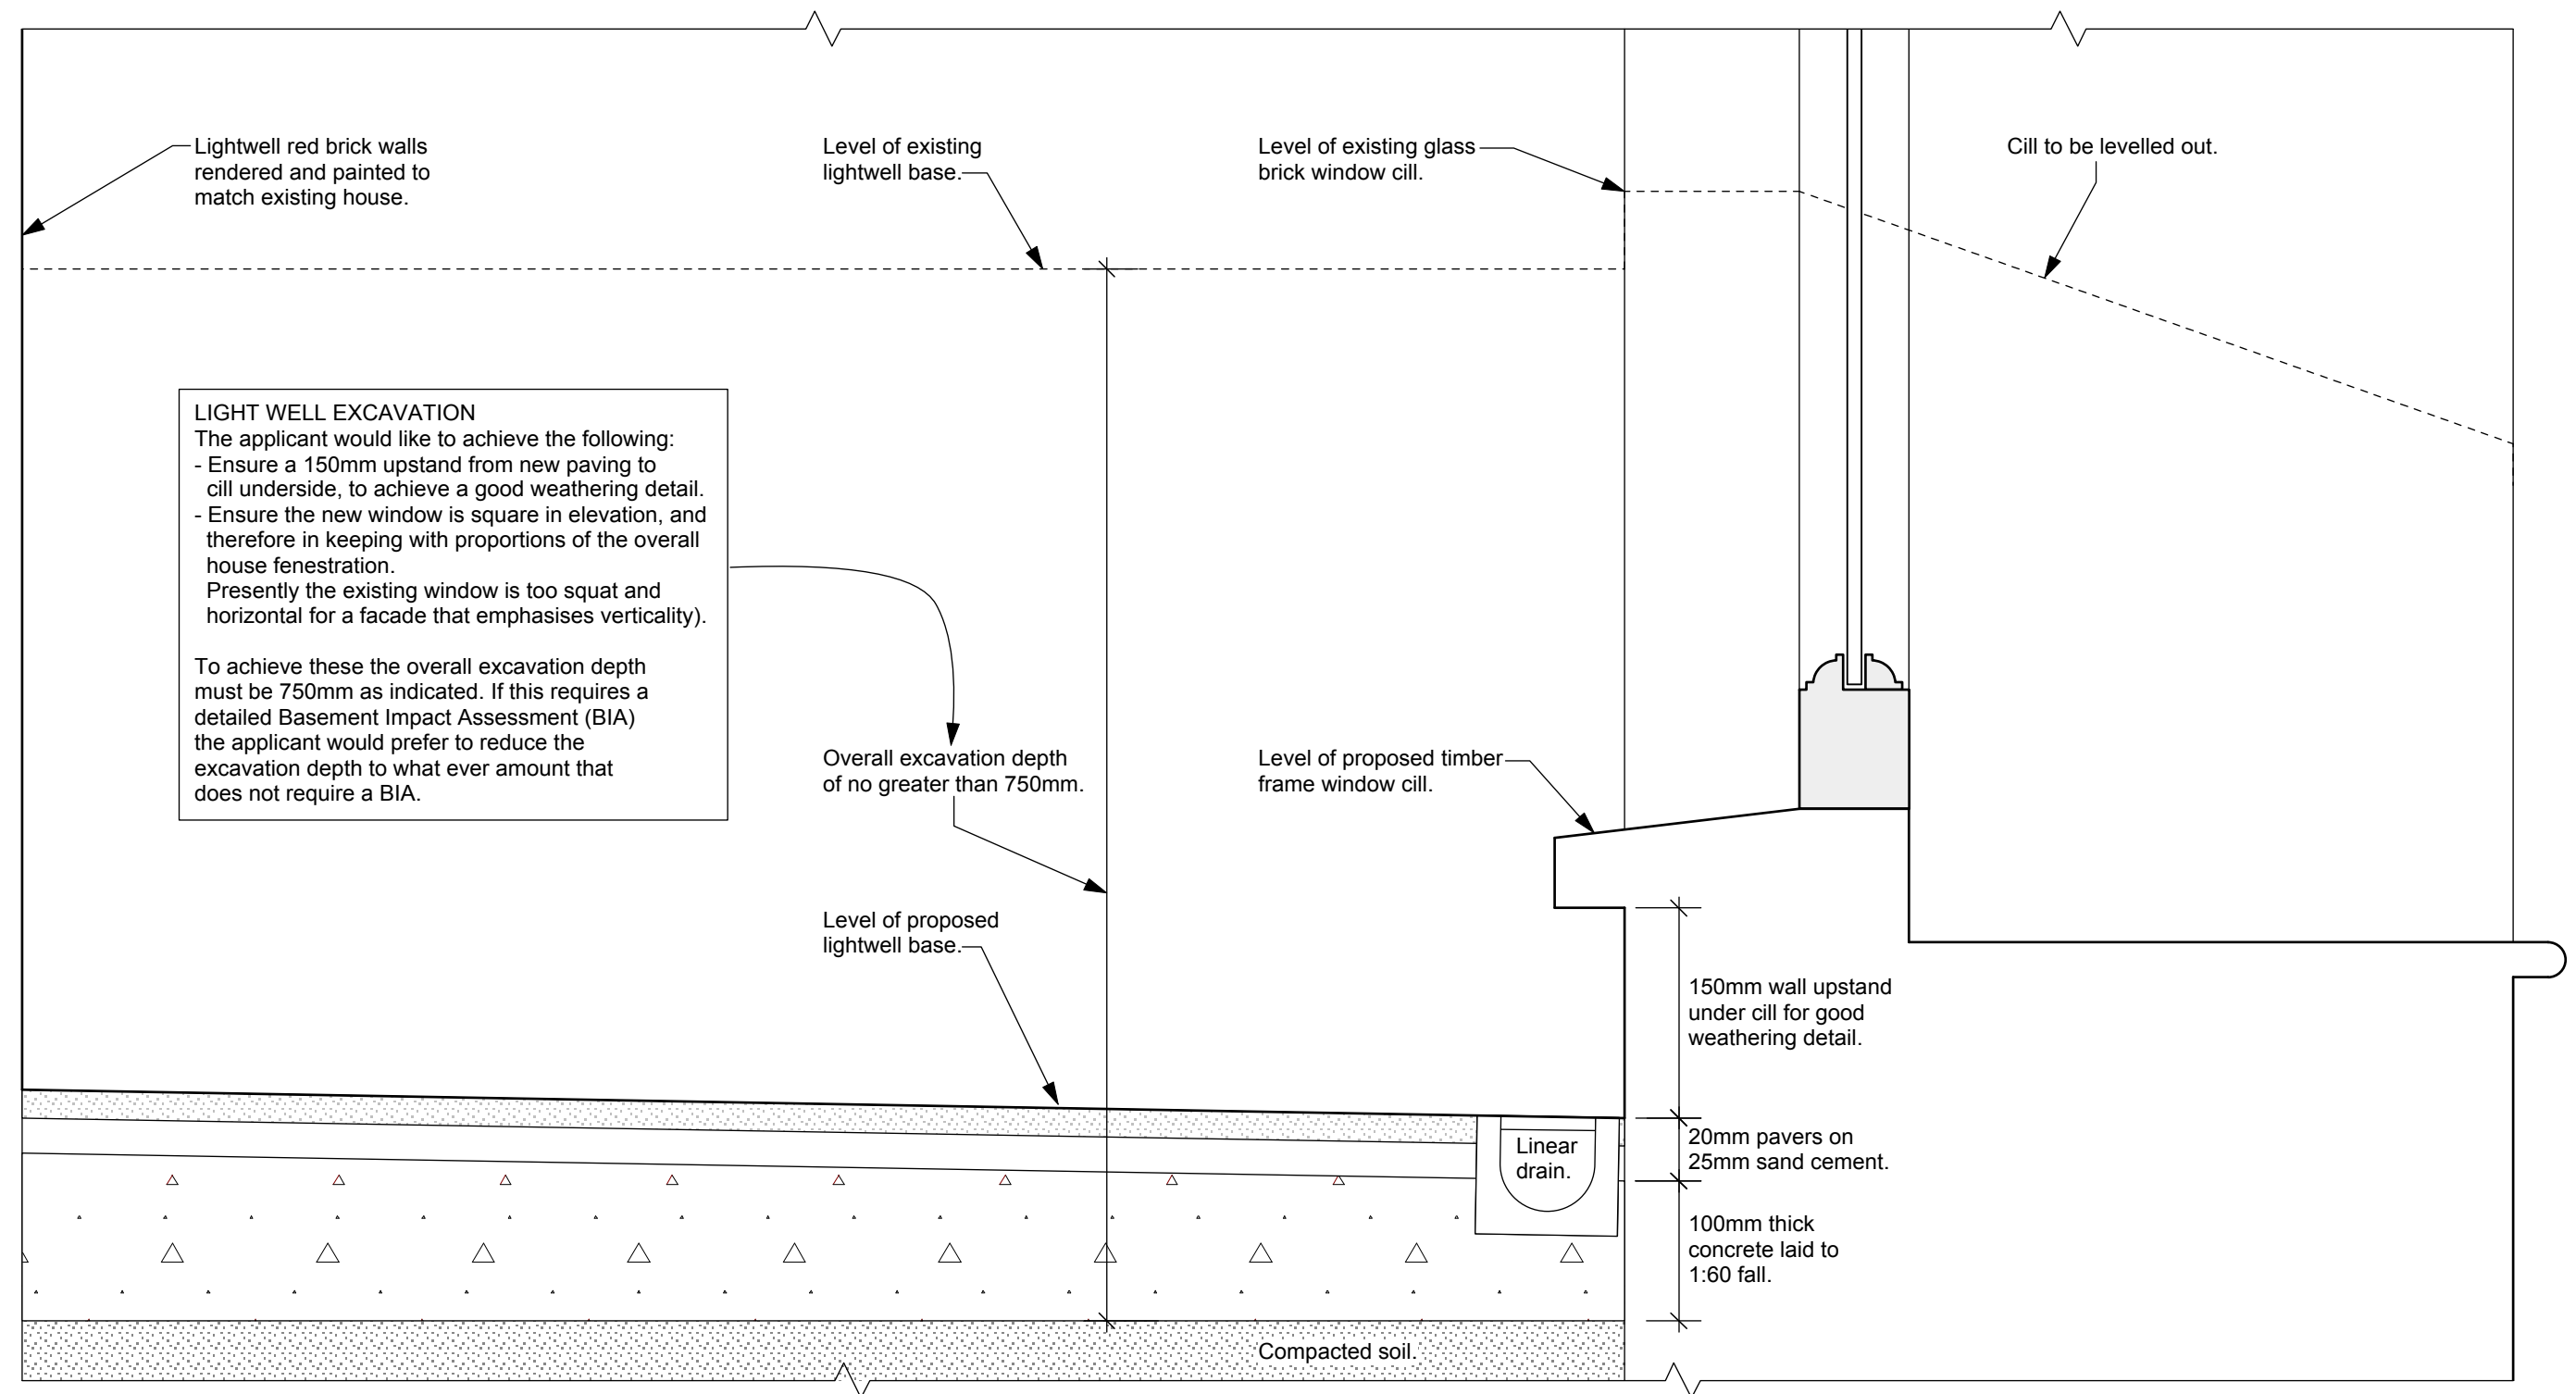 Lightwell red brick walls
rendered and painted to
match existing house.
Level of existing
lightwell base.
Level of existing glass
brick window cill.
Cill to be levelled out.
LIGHT WELL EXCAVATION
The applicant would like to achieve the following:
- Ensure a 150mm upstand from new paving to
cill underside, to achieve a good weathering detail.
- Ensure the new window is square in elevation, and
therefore in keeping with proportions of the overall
house fenestration.
Presently the existing window is too squat and
horizontal for a facade that emphasises verticality).
To achieve these the overall excavation depth
must be 750mm as indicated. If this requires a
detailed Basement Impact Assessment (BIA)
the applicant would prefer to reduce the
excavation depth to what ever amount that
does not require a BIA.
Overall excavation depth
of no greater than 750mm.
Level of proposed timber
frame window cill.
Level of proposed
lightwell base.
150mm wall upstand
under cill for good
weathering detail.
Linear
drain.
20mm pavers on
25mm sand cement.
100mm thick
concrete laid to
1:60 fall.
Compacted soil.